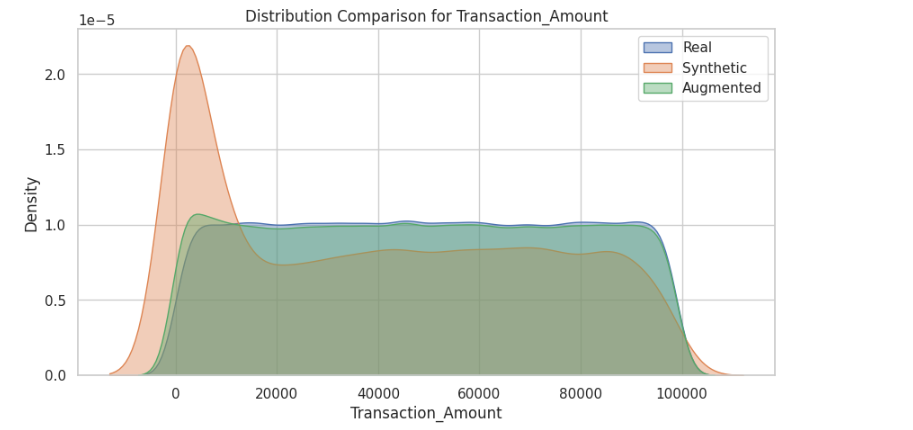 Distribution Comparison for Transaction_Amount
1e−5
Real
Synthetic
Augmented
2.0
1.5
1.0
0.5
0.0
Density
0 20000 40000 60000 80000 100000
Transaction_Amount